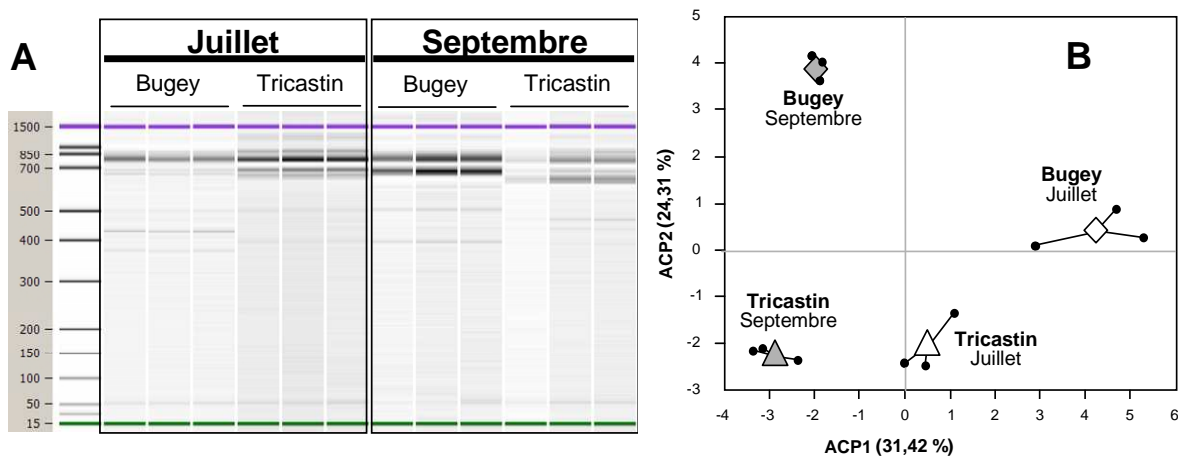 A
Juillet
Septembre
Bugey
Tricastin
Bugey
Tricastin
1500
850
700
500
400
300
200
150
100
50
15
B
ACP2 (24,31 %)
5
4
3
2
1
0
-1
-2
-3
Bugey
Septembre
Bugey
Juillet
Tricastin
Septembre
Tricastin
Juillet
-4 -3 -2 -1 0 1 2 3 4 5 6
ACP1 (31,42 %)